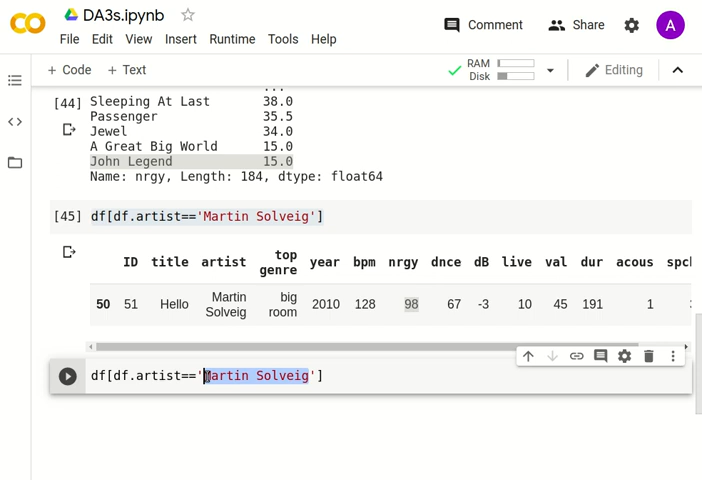 DA3s.ipynb
Comment
Share
A
File Edit View Insert Runtime Tools Help
+ Code + Text
RAM
Disk
Editing
[44]
Sleeping At Last 38.0
Passenger 35.5
Jewel 34.0
A Great Big World 15.0
John Legend 15.0
Name: nrgy, Length: 184, dtype: float64
[45] df[df.artist=='Martin Solveig']
ID title artist top genre year bpm nrgy dnce dB live val dur acous
50 51 Hello Martin Solveig big room 2010 128 98 67 -3 10 45 191 1
df[df.artist=='Martin Solveig']